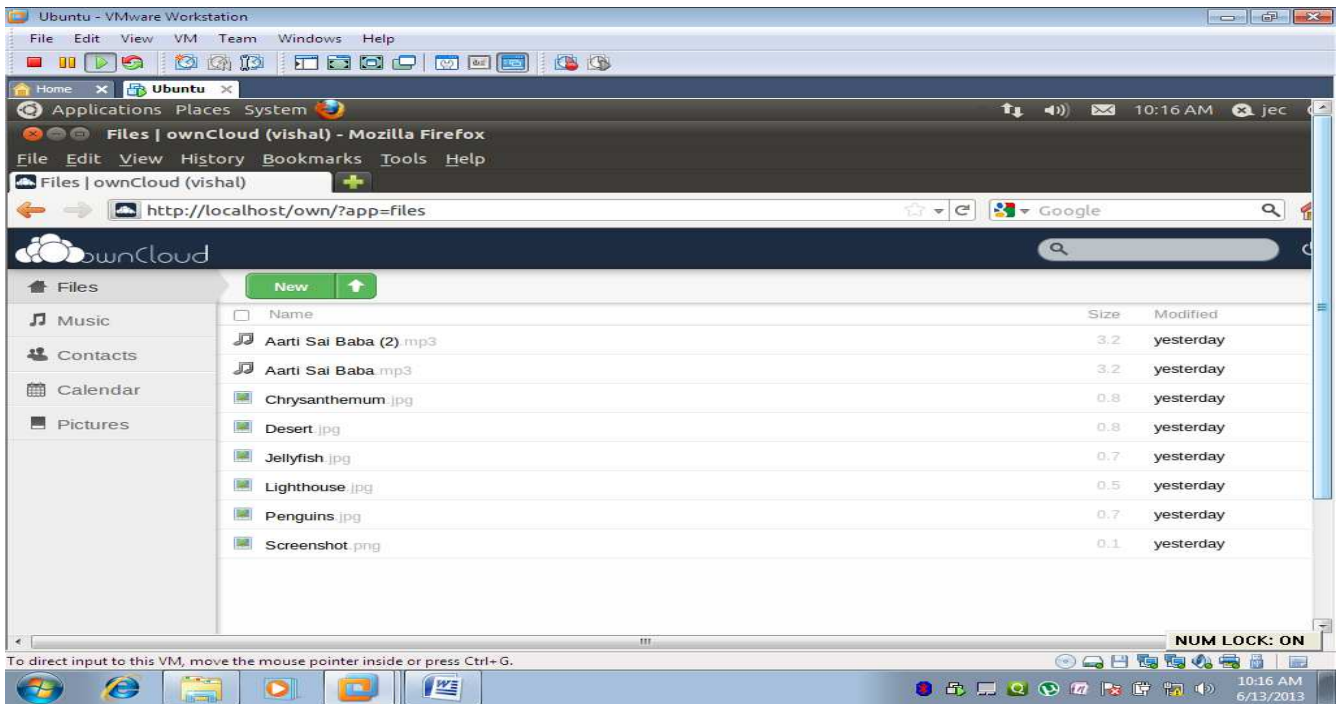 Ubuntu - VMware Workstation
File Edit View VM Team Windows Help
Home Ubuntu
Applications Places System 10:16 AM jec
Files | ownCloud (vishal) - Mozilla Firefox
File Edit View History Bookmarks Tools Help
Files | ownCloud (vishal)
http://localhost/own/?app=files Google
ownCloud
Files
Music
Contacts
Calendar
Pictures
New
Name Size Modified
Aarti Sai Baba (2).mp3 3.2 yesterday
Aarti Sai Baba.mp3 3.2 yesterday
Chrysanthemum.jpg 0.8 yesterday
Desert.jpg 0.8 yesterday
Jellyfish.jpg 0.7 yesterday
Lighthouse.jpg 0.5 yesterday
Penguins.jpg 0.7 yesterday
Screenshot.png 0.1 yesterday
NUM LOCK: ON
To direct input to this VM, move the mouse pointer inside or press Ctrl+G.
10:16 AM
6/13/2013